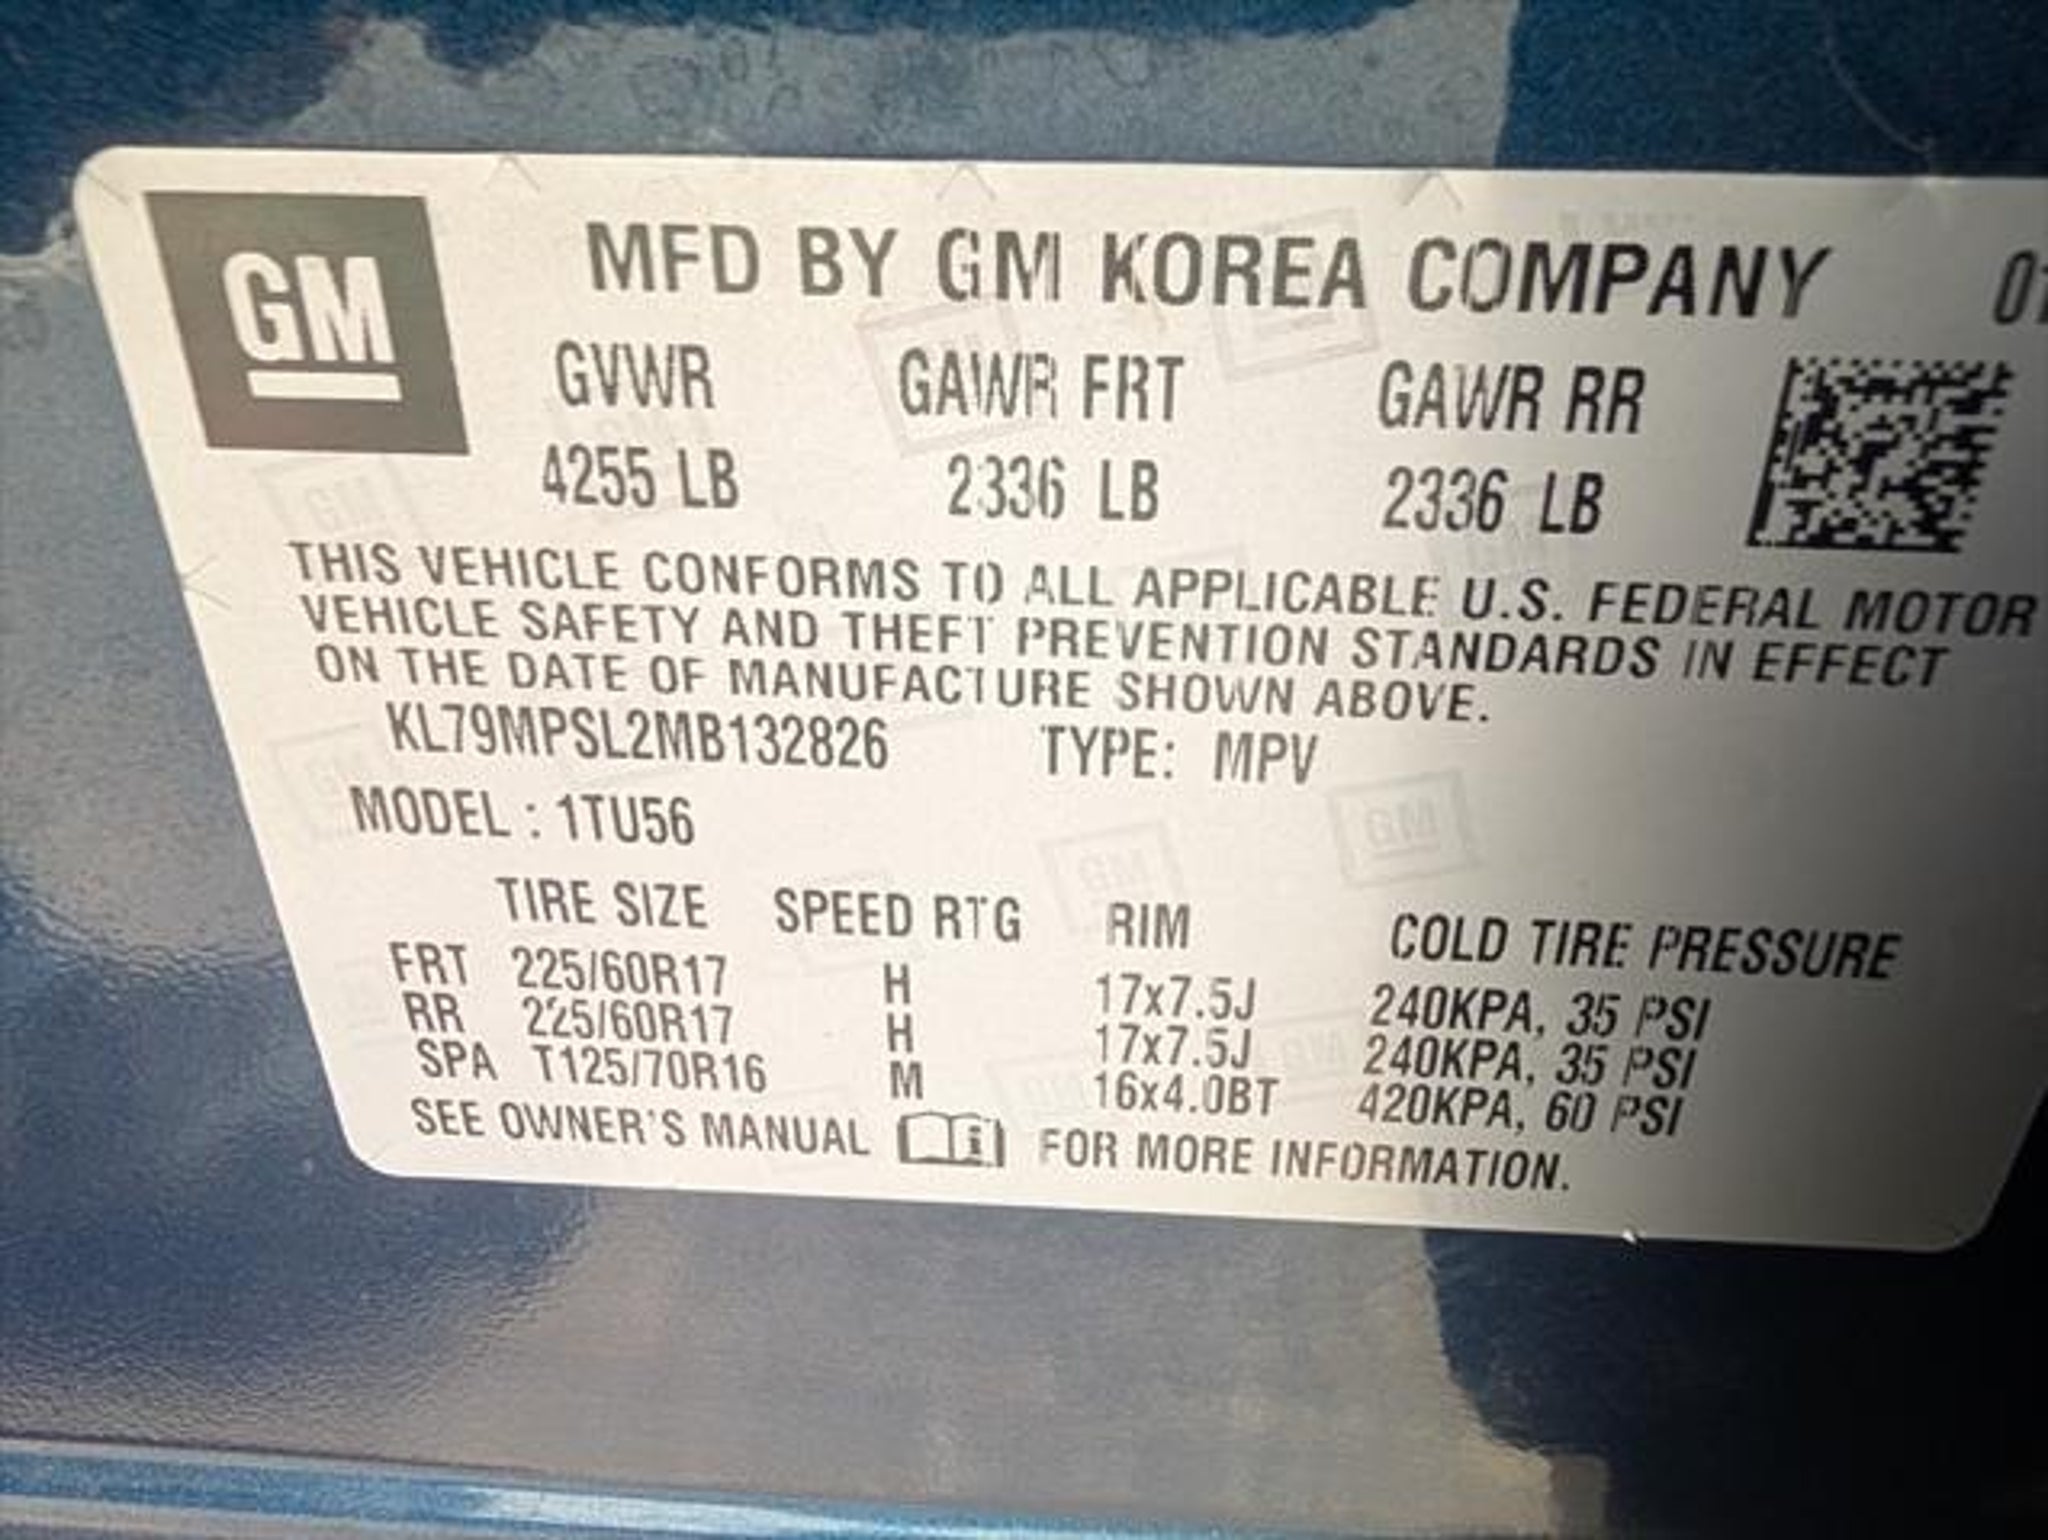 GM
MFD BY GM KOREA COMPANY
GVWR GAWR FRT GAWR RR
4255 LB 2336 LB 2336 LB
THIS VEHICLE CONFORMS TO ALL APPLICABLE U.S. FEDERAL MOTOR
VEHICLE SAFETY AND THEFT PREVENTION STANDARDS IN EFFECT
ON THE DATE OF MANUFACTURE SHOWN ABOVE.
KL79MPSL2MB132826 TYPE: MPV
MODEL : 1TU56
TIRE SIZE SPEED RTG RIM COLD TIRE PRESSURE
FRT 225/60R17 H 17x7.5J 240KPA, 35 PSI
RR 225/60R17 H 17x7.5J 240KPA, 35 PSI
SPA T125/70R16 M 16x4.0BT 420KPA, 60 PSI
SEE OWNER'S MANUAL FOR MORE INFORMATION.